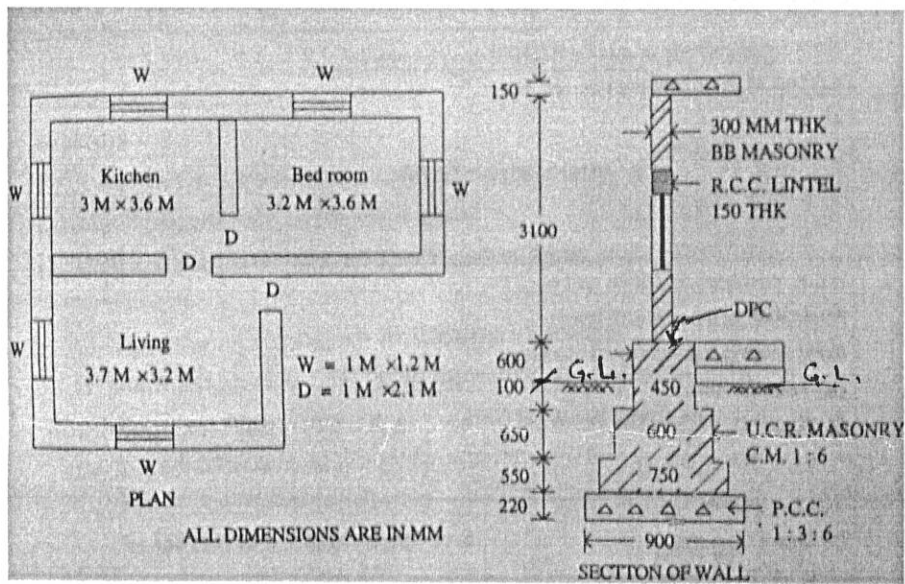 W
W
W
Kitchen
3 M × 3.6 M
Bed room
3.2 M × 3.6 M
W
D
D
D
W
Living
3.7 M × 3.2 M
W = 1 M ×1.2 M
D = 1 M ×2.1 M
W
PLAN
ALL DIMENSIONS ARE IN MM
150
300 MM THK
BB MASONRY
R.C.C. LINTEL
150 THK
3100
DPC
600
G.L.
G.L.
100
450
650
600
U.C.R. MASONRY
C.M. 1 : 6
550
750
220
P.C.C.
1 : 3 : 6
900
SECTTON OF WALL